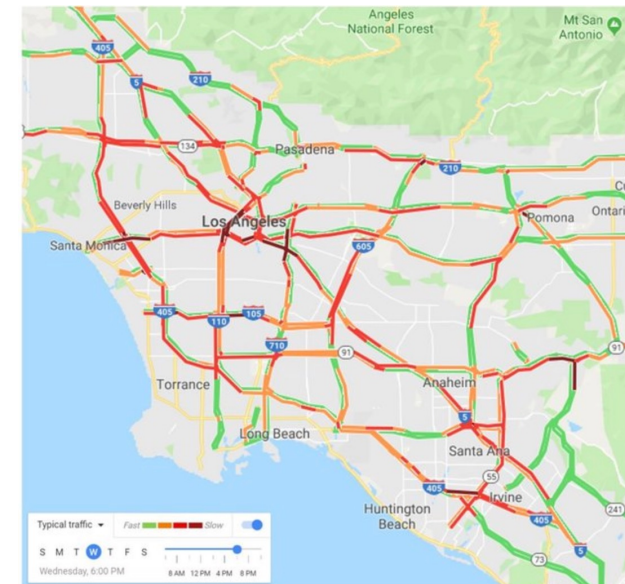 Angeles
National Forest
Mt San
Antonio
405
5
210
134
Pasadena
210
Beverly Hills
Los Angeles
Pomona
Ontari
Santa Monica
605
405
110
105
710
91
91
Torrance
Anaheim
5
Long Beach
Santa Ana
55
405
Irvine
Huntington
Beach
405
241
73
5
Typical traffic
Fast
Slow
S M T W T F S
8 AM 12 PM 4 PM 8 PM
Wednesday, 6:00 PM